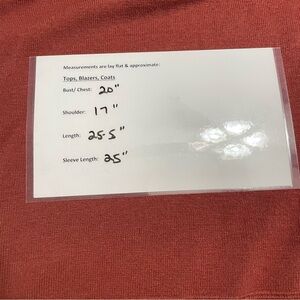 Measurements are lay flat & approximate:
Tops, Blazers, Coats
Bust/ Chest: 20"
Shoulder: 17"
Length: 25.5"
Sleeve Length: 25"